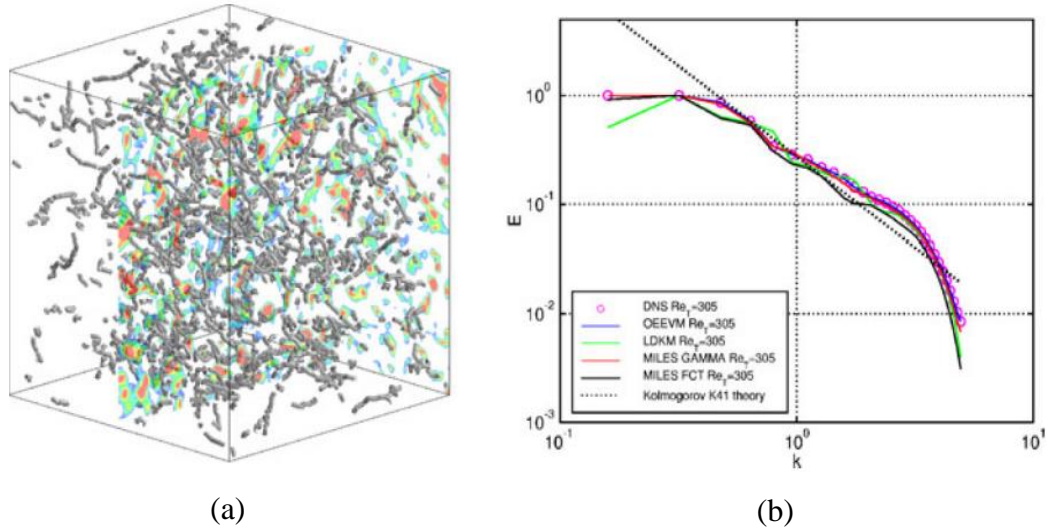 10^0
10^-1
E
10^-2
10^-3
10^-1
10^0
10^1
k
DNS Re_T=305
OEEVM Re_T=305
LDKM Re_T=305
MILES GAMMA Re_T=305
MILES FCT Re_T=305
Kolmogorov K41 theory
(a)
(b)